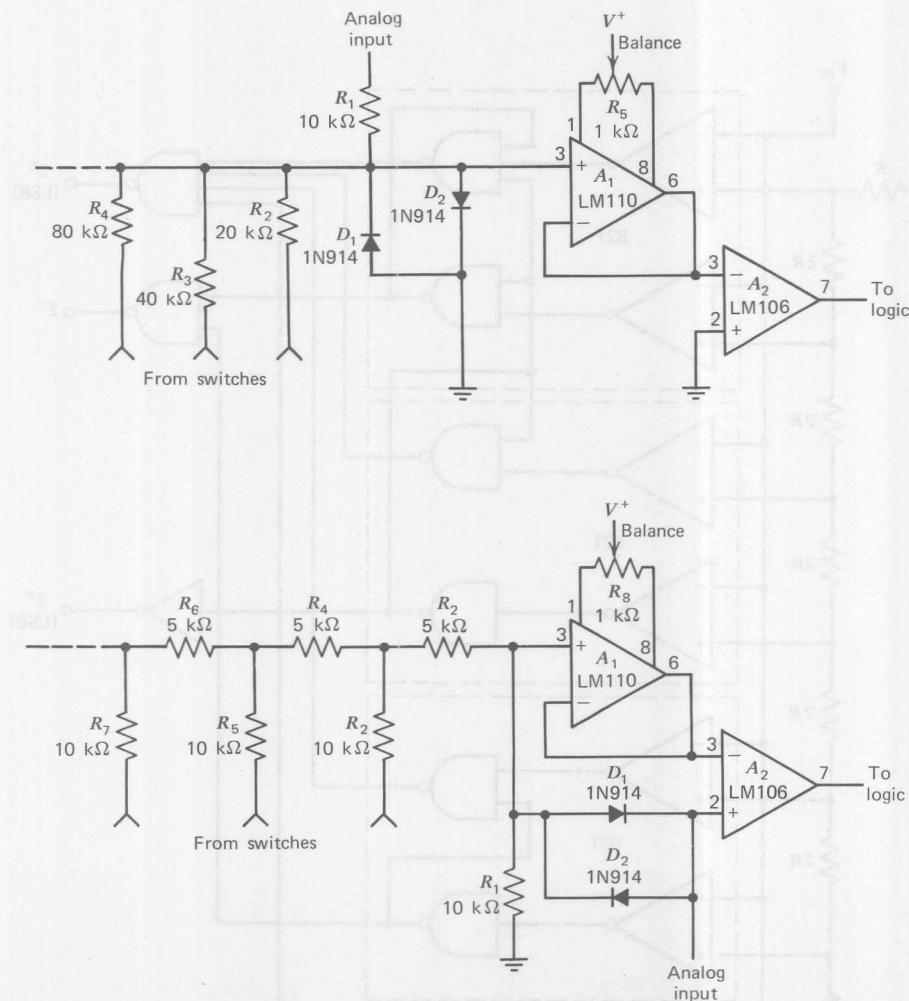 Analog
input
V+
Balance
R1
10 kΩ
R5
1 kΩ
1
3
+
A1
8
6
LM110
−
R4
80 kΩ
R3
40 kΩ
R2
20 kΩ
D1
1N914
D2
1N914
3
−
A2
7
LM106
2
+
To
logic
From switches
V+
Balance
R8
1 kΩ
R6
5 kΩ
R4
5 kΩ
R2
5 kΩ
1
3
+
A1
8
6
LM110
−
R7
10 kΩ
R5
10 kΩ
R2
10 kΩ
3
−
A2
7
LM106
2
+
To
logic
D1
1N914
D2
1N914
From switches
R1
10 kΩ
Analog
input